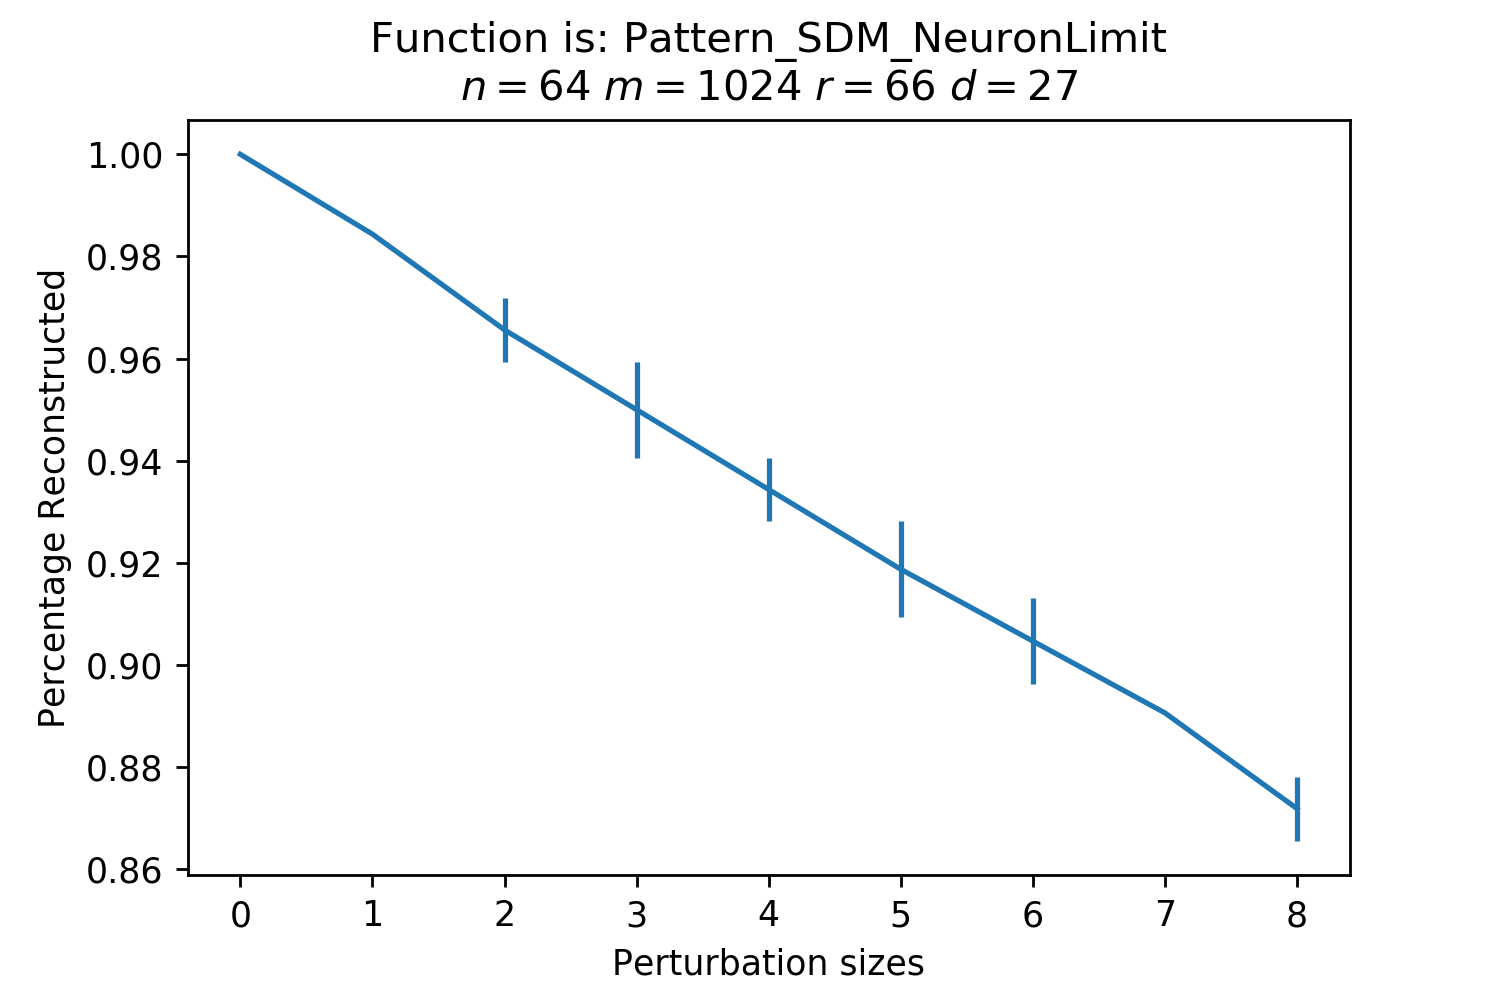 Function is: Pattern_SDM_NeuronLimit
n = 64 m = 1024 r = 66 d = 27
1.00
0.98
0.96
0.94
0.92
0.90
0.88
0.86
Percentage Reconstructed
0 1 2 3 4 5 6 7 8
Perturbation sizes